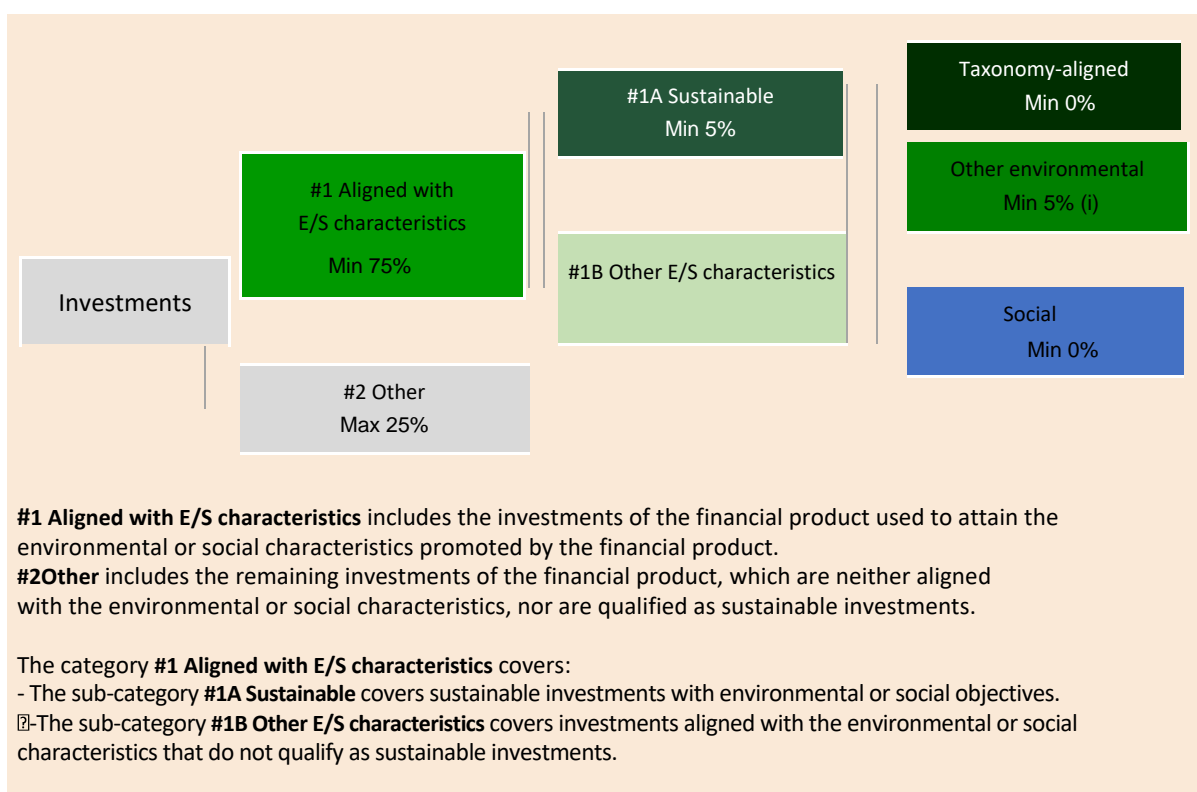 Investments
#1 Aligned with
E/S characteristics
Min 75%
#2 Other
Max 25%
#1A Sustainable
Min 5%
#1B Other E/S characteristics
Taxonomy-aligned
Min 0%
Other environmental
Min 5% (i)
Social
Min 0%
#1 Aligned with E/S characteristics includes the investments of the financial product used to attain the
environmental or social characteristics promoted by the financial product.
#2Other includes the remaining investments of the financial product, which are neither aligned
with the environmental or social characteristics, nor are qualified as sustainable investments.
The category #1 Aligned with E/S characteristics covers:
- The sub-category #1A Sustainable covers sustainable investments with environmental or social objectives.
-The sub-category #1B Other E/S characteristics covers investments aligned with the environmental or social
characteristics that do not qualify as sustainable investments.